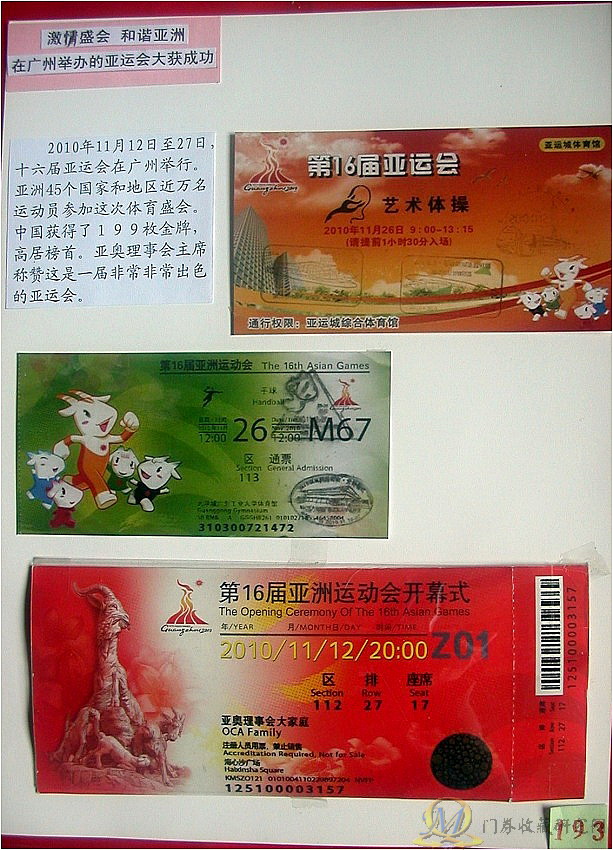 激情盛会 和谐亚洲
在广州举办的亚运会大获成功
2010年11月12日至27日,
十六届亚运会在广州举行。
亚洲45个国家和地区近万名
运动员参加这次体育盛会。
中国获得了199枚金牌,
高居榜首。亚奥理事会主席
称赞这是一届非常非常出色
的亚运会。
亚运城体育馆
Guangzhou2010
第16届亚运会
艺术体操
2010年11月26日 9:00-13:15
(请提前1小时30分入场)
通行权限：亚运城综合体育馆
第16届亚洲运动会 The 16th Asian Games
手球
Handball
12:00 26 12:00 M67
区 通票
Section General Admission
113
Guangdong Gymnasium
310300721472
第16届亚洲运动会开幕式
The Opening Ceremony Of The 16th Asian Games
Guangzhou2010
年/YEAR 月/MONTH 日/DAY 时间/TIME
2010/11/12/20:00 Z01
区 排 座席
Section Row Seat
112 27 17
亚奥理事会大家庭
OCA Family
注册人员用票，禁止销售
Accreditation Required, Not for Sale
海心沙广场
Haixinsha Square
125100003157
125100003157
门券收藏研究网
193